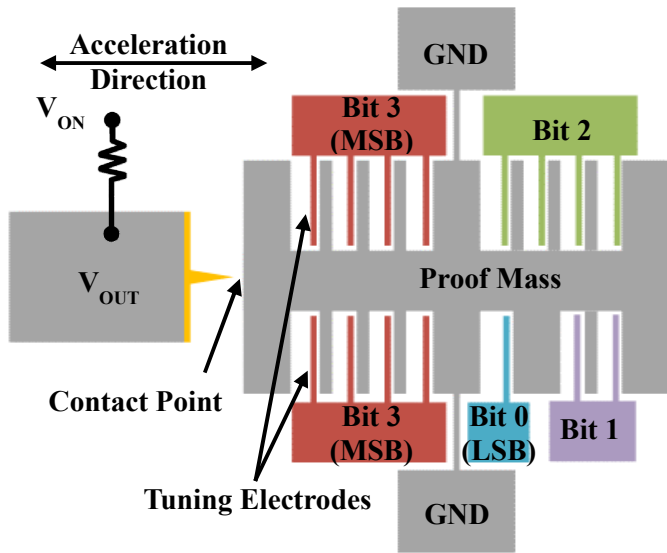 Acceleration
Direction
GND
V_ON
Bit 3
(MSB)
Bit 2
V_OUT
Proof Mass
Contact Point
Bit 3
(MSB)
Bit 0
(LSB)
Bit 1
Tuning Electrodes
GND